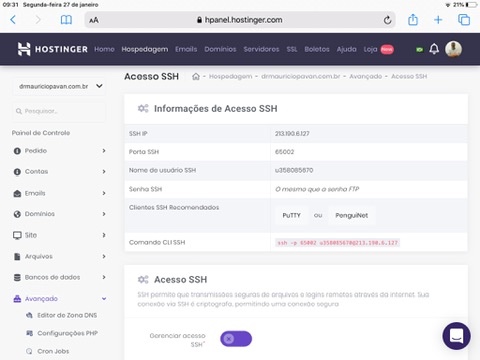 09:31 Segunda-feira 27 de janeiro
21%
AA
hpanel.hostinger.com
HOSTINGER Home Hospedagem Emails Domínios Servidores SSL Boletos Ajuda Loja
drmauriciopavan.com.br
Acesso SSH
- Hospedagem - drmauriciopavan.com.br - Avançado - Acesso SSH
Pesquisar...
Painel de Controle
Pedido
Contas
Emails
Domínios
Site
Arquivos
Bancos de dados
Avançado
Editor de Zona DNS
Configurações PHP
Cron Jobs
Informações de Acesso SSH
SSH IP 213.190.6.127
Porta SSH 65002
Nome de usuário SSH u358085870
Senha SSH O mesmo que a senha FTP
Clientes SSH Recomendados PuTTY ou PenguiNet
Comando CLI SSH ssh -p 65002 u358085870@213.190.6.127
Acesso SSH
SSH permite que transmissões seguras de arquivos e logins remotos através da internet. Sua
conexão via SSH é criptografa, permitindo uma conexão segura
Gerenciar acesso
SSH*